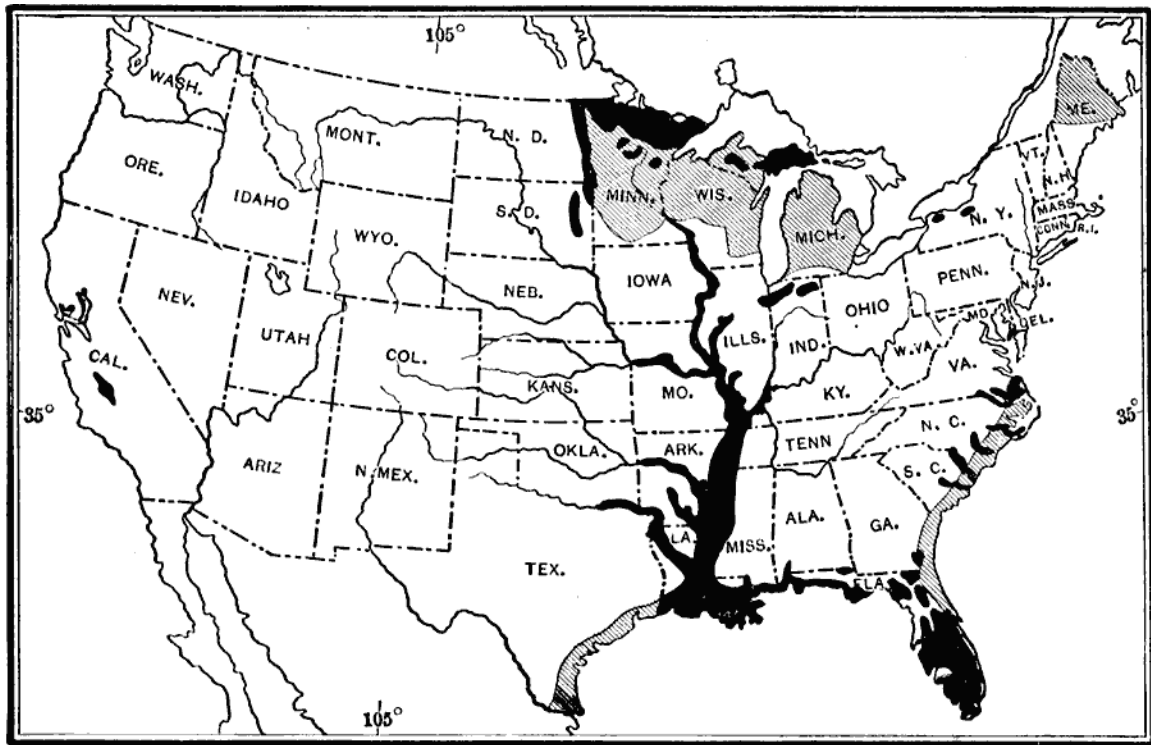 105°
WASH.
MONT.
N. D.
ME.
ORE.
IDAHO
MINN.
WIS.
VT.
N.H.
S. D.
MICH.
N. Y.
MASS.
CONN.
R.I.
WYO.
IOWA
PENN.
N.J.
NEV.
NEB.
OHIO
UTAH
ILLS.
IND.
MD.
DEL.
CAL.
COL.
W.VA.
VA.
KANS.
MO.
KY.
35°
35°
N. C.
ARIZ
N. MEX.
OKLA.
ARK.
TENN
S. C.
TEX.
LA.
MISS.
ALA.
GA.
FLA.
105°